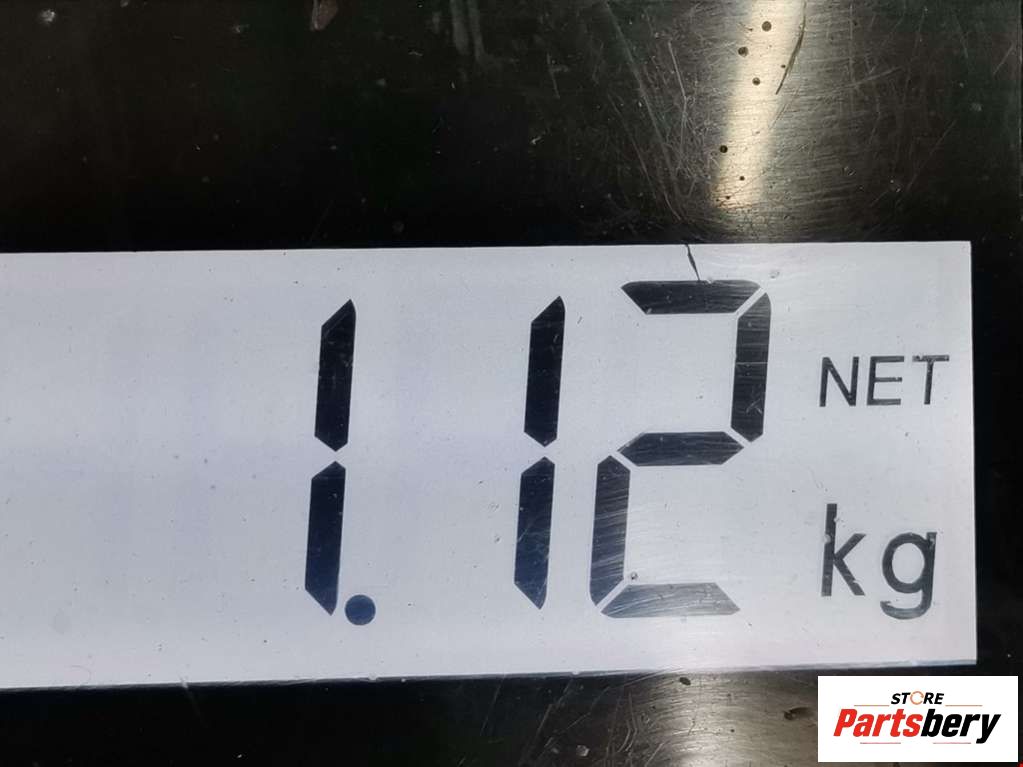 1.12
NET
kg
STORE
Partsbery